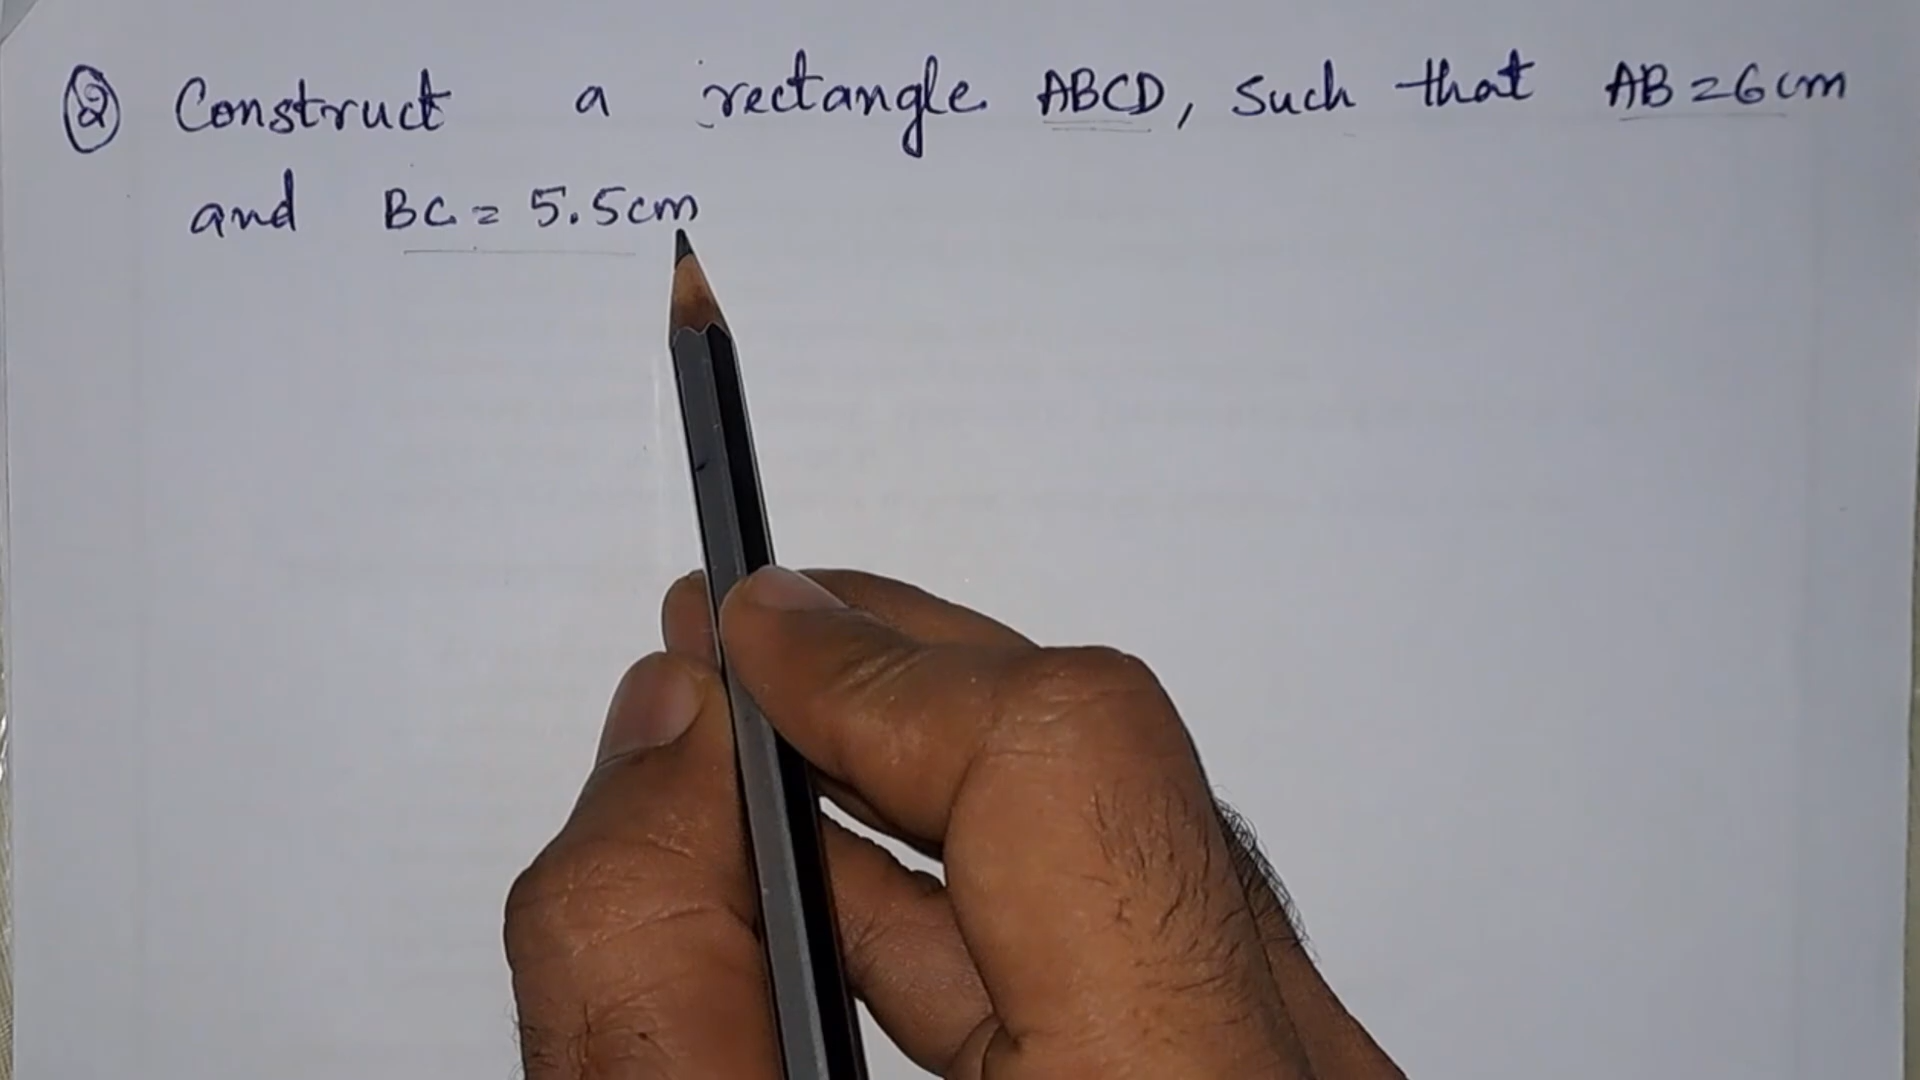 ② Construct a rectangle ABCD, such that AB = 6cm
and BC = 5.5cm